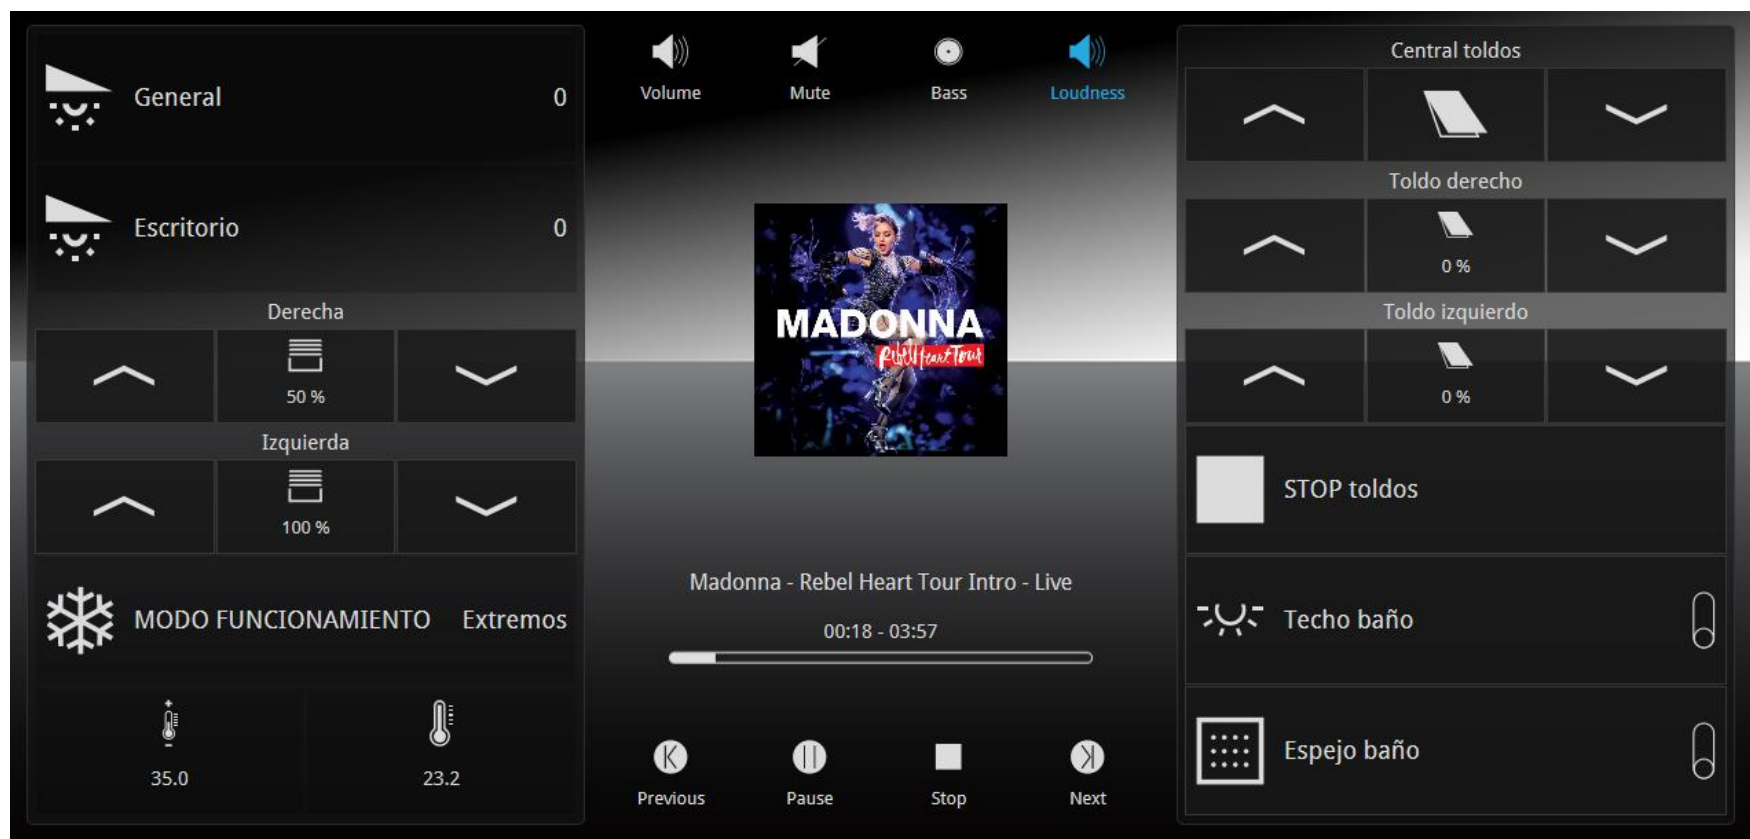 General 0
Escritorio 0
Derecha
50 %
Izquierda
100 %
MODO FUNCIONAMIENTO Extremos
35.0 23.2
Volume Mute Bass Loudness
MADONNA
Rebel Heart Tour
Madonna - Rebel Heart Tour Intro - Live
00:18 - 03:57
Previous Pause Stop Next
Central toldos
Toldo derecho
0 %
Toldo izquierdo
0 %
STOP toldos
Techo baño
Espejo baño